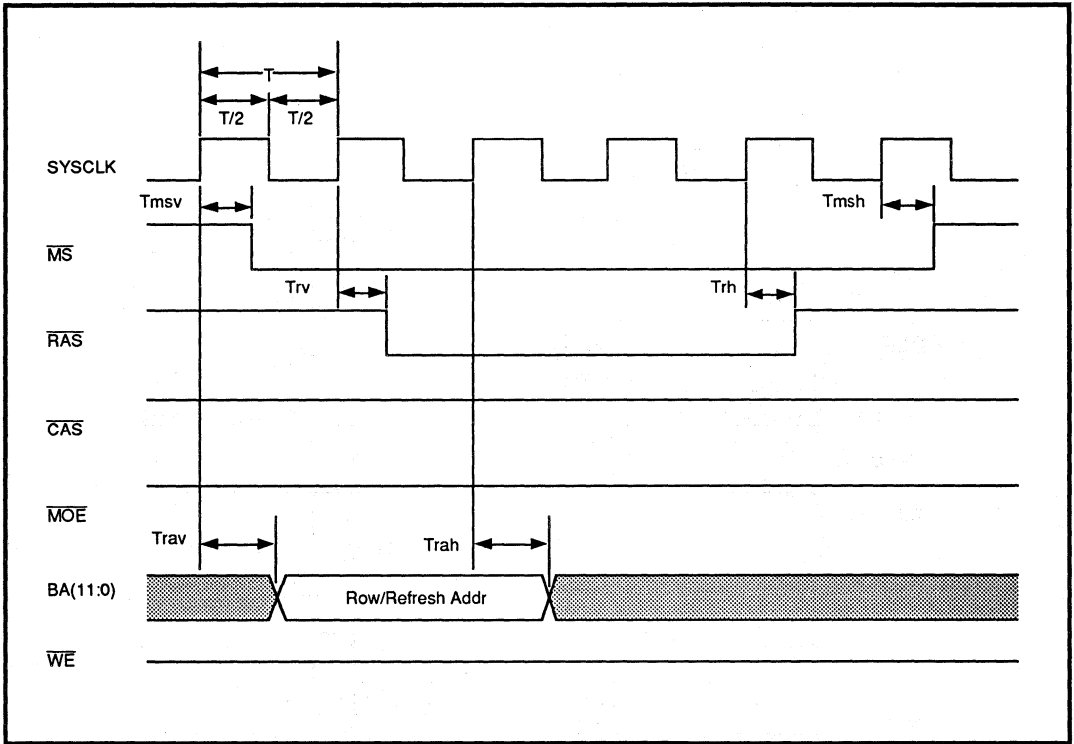 T
T/2 T/2
SYSCLK
Tmsv Tmsh
MS
Trv Trh
RAS
CAS
MOE
Trav Trah
BA(11:0) Row/Refresh Addr
WE